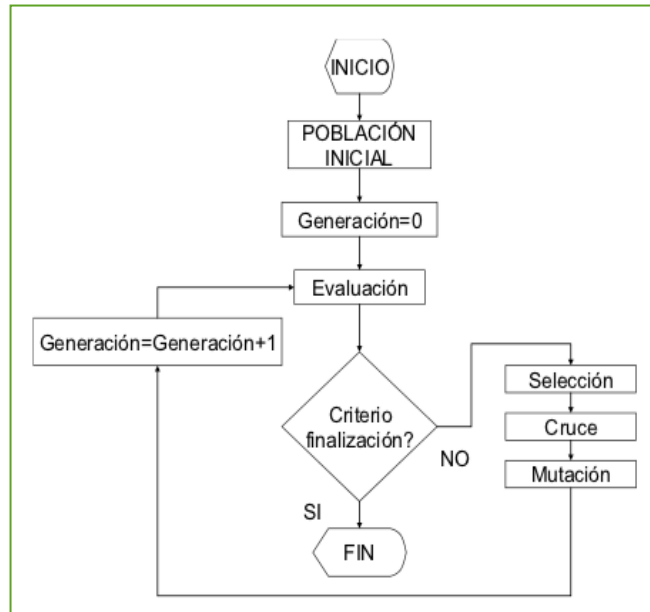 INICIO
POBLACIÓN
INICIAL
Generación=0
Evaluación
Generación=Generación+1
Criterio
finalización?
NO
Selección
Cruce
Mutación
SI
FIN